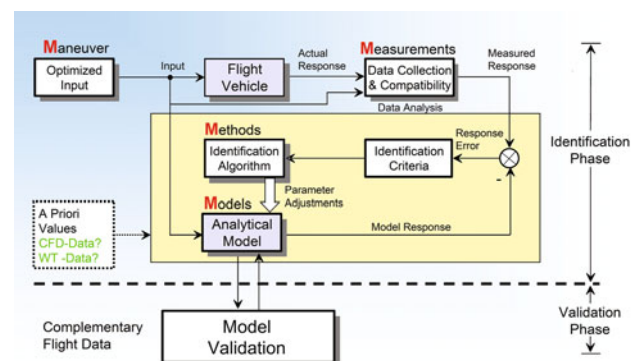 Maneuver
Optimized
Input
Input
Flight
Vehicle
Actual
Response
Measurements
Data Collection
& Compatibility
Measured
Response
Data Analysis
Methods
Identification
Algorithm
Identification
Criteria
Response
Error
-
Parameter
Adjustments
Models
Analytical
Model
Model Response
A Priori
Values
CFD-Data?
WT -Data?
Identification
Phase
Complementary
Flight Data
Model
Validation
Validation
Phase